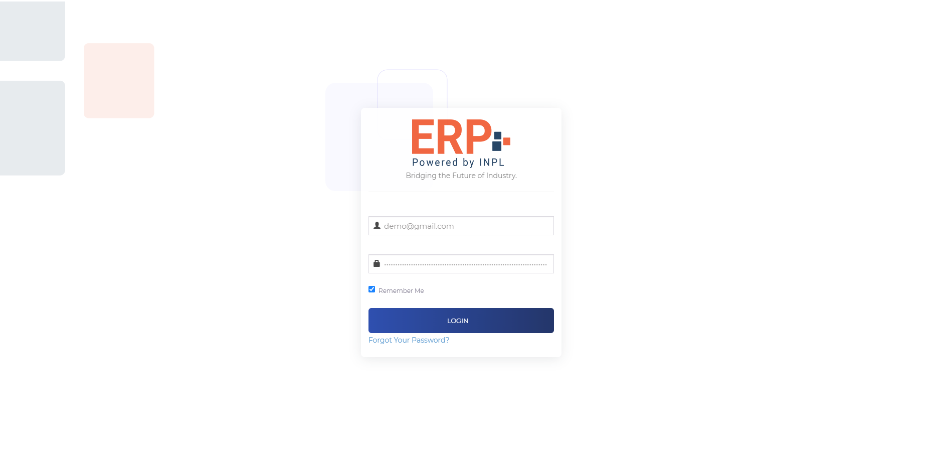 ERP
Powered by INPL
Bridging the Future of Industry.
demo@gmail.com
Remember Me
LOGIN
Forgot Your Password?